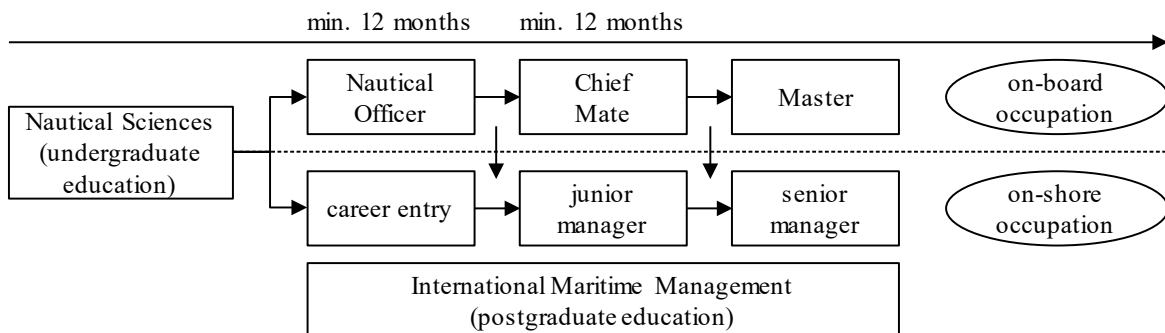 min. 12 months
min. 12 months
Nautical
Officer
Chief
Mate
Master
on-board
occupation
Nautical Sciences
(undergraduate
education)
career entry
junior
manager
senior
manager
on-shore
occupation
International Maritime Management
(postgraduate education)